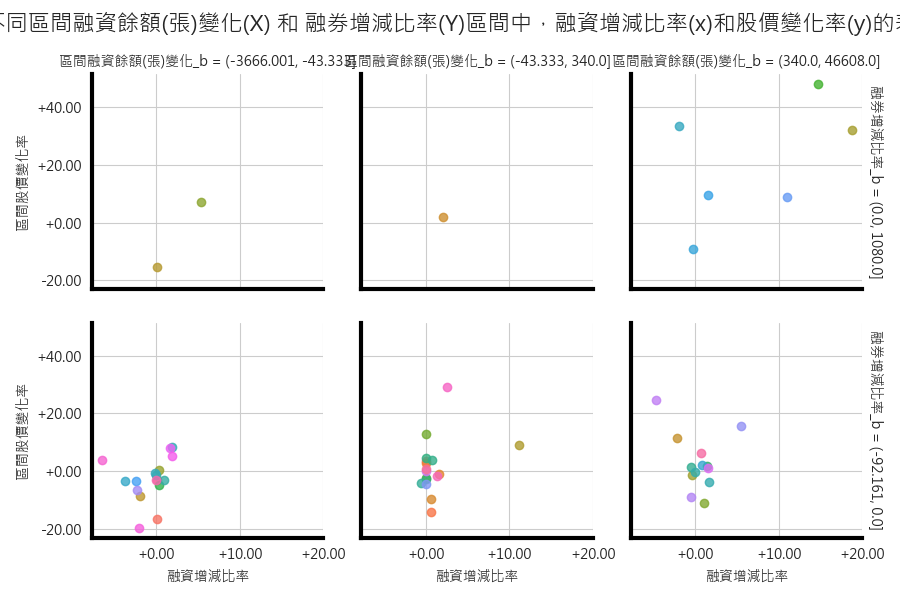 不同區間融資餘額(張)變化(X) 和 融券增減比率(Y)區間中，融資增減比率(x)和股價變化率(y)的
區間融資餘額(張)變化_b = (-3666.001, -43.333]
區間融資餘額(張)變化_b = (-43.333, 340.0]
區間融資餘額(張)變化_b = (340.0, 46608.0]
+40.00
+20.00
+0.00
-20.00
區間股價變化率
融券增減比率_b = (0.0, 1080.0]
+40.00
+20.00
+0.00
-20.00
區間股價變化率
融券增減比率_b = (-92.161, 0.0]
+0.00 +10.00 +20.00
+0.00 +10.00 +20.00
+0.00 +10.00 +20.00
融資增減比率
融資增減比率
融資增減比率